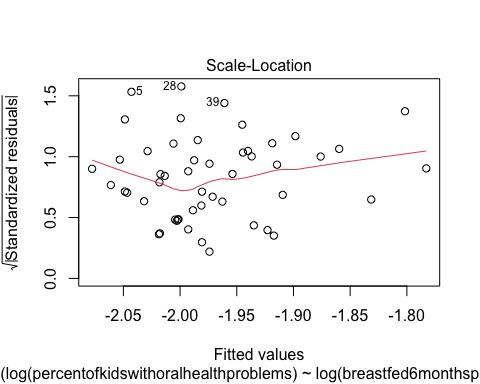 Scale-Location
√|Standardized residuals|
1.5
1.0
0.5
0.0
5
28
39
-2.05 -2.00 -1.95 -1.90 -1.85 -1.80
Fitted values
(log(percentofkidswithoralhealthproblems) ~ log(breastfed6monthsp